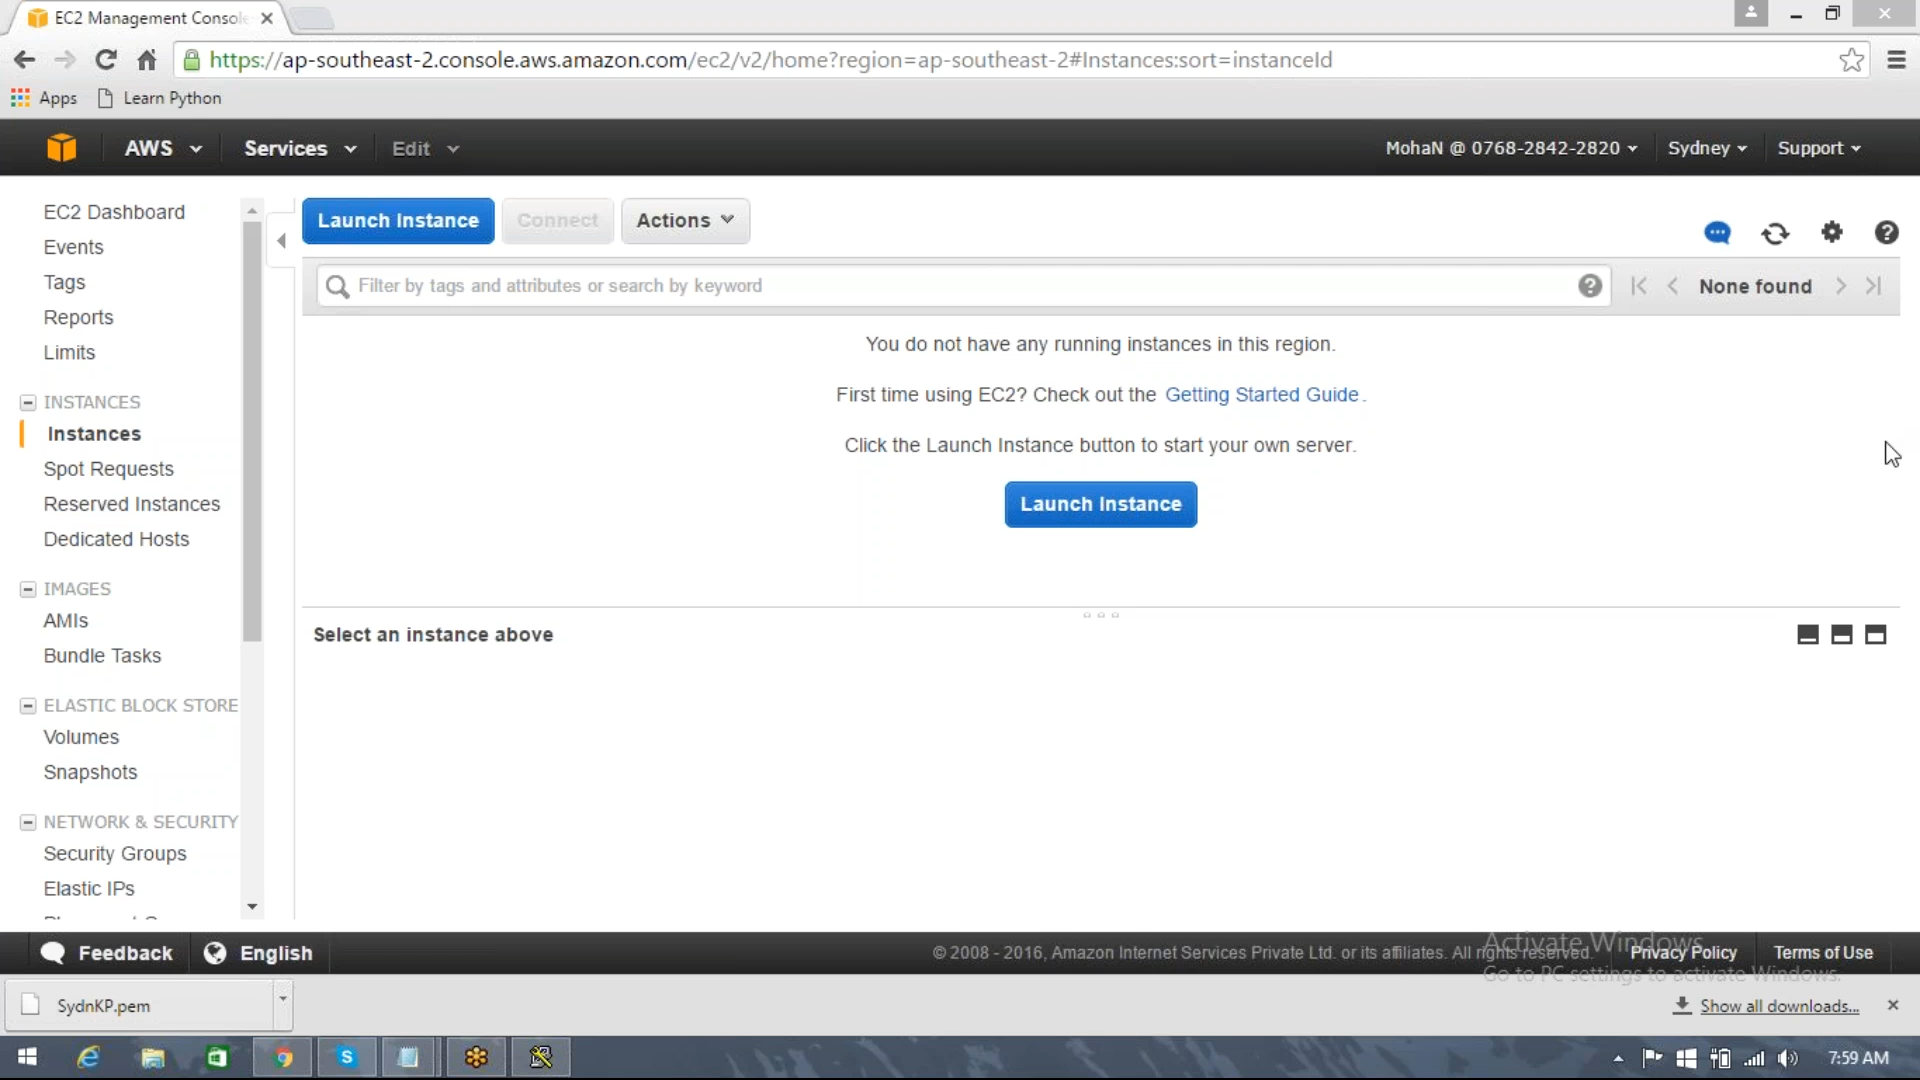 EC2 Management Console
https://ap-southeast-2.console.aws.amazon.com/ec2/v2/home?region=ap-southeast-2#Instances:sort=instanceId
Apps Learn Python
AWS Services Edit MohaN @ 0768-2842-2820 Sydney Support
EC2 Dashboard
Events
Tags
Reports
Limits
INSTANCES
Instances
Spot Requests
Reserved Instances
Dedicated Hosts
IMAGES
AMIs
Bundle Tasks
ELASTIC BLOCK STORE
Volumes
Snapshots
NETWORK & SECURITY
Security Groups
Elastic IPs
Launch Instance Connect Actions
Filter by tags and attributes or search by keyword None found
You do not have any running instances in this region.
First time using EC2? Check out the Getting Started Guide.
Click the Launch Instance button to start your own server.
Launch Instance
Select an instance above
Activate Windows
Go to PC settings to activate Windows.
Feedback English © 2008 - 2016, Amazon Internet Services Private Ltd. or its affiliates. All rights reserved. Privacy Policy Terms of Use
SydnKP.pem Show all downloads...
7:59 AM